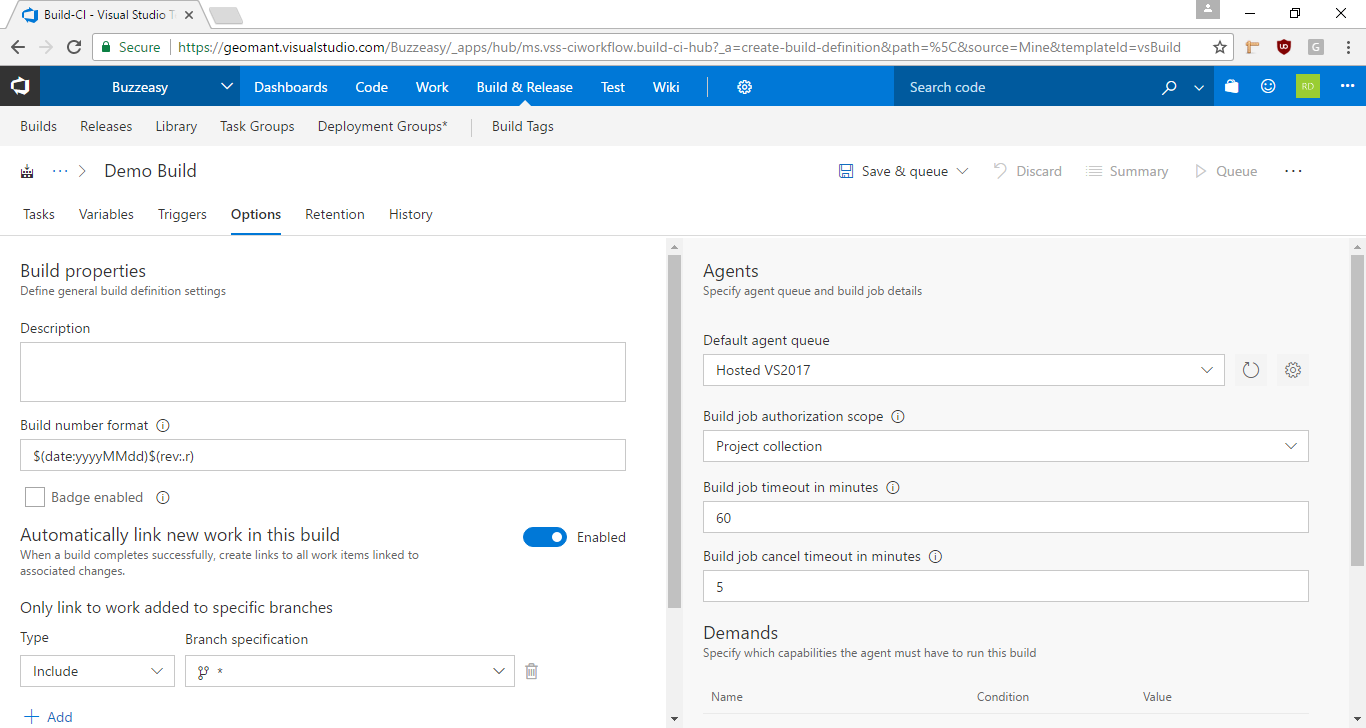 Build-CI - Visual Studio T
Secure
https://geomant.visualstudio.com/Buzzeasy/_apps/hub/ms.vss-ciworkflow.build-ci-hub?_a=create-build-definition&path=%5C&source=Mine&templateId=vsBuild
Buzzeasy
Dashboards
Code
Work
Build & Release
Test
Wiki
Search code
RD
Builds
Releases
Library
Task Groups
Deployment Groups*
Build Tags
Demo Build
Save & queue
Discard
Summary
Queue
Tasks
Variables
Triggers
Options
Retention
History
Build properties
Define general build definition settings
Description
Build number format
$(date:yyyyMMdd)$(rev:.r)
Badge enabled
Automatically link new work in this build
Enabled
When a build completes successfully, create links to all work items linked to
associated changes.
Only link to work added to specific branches
Type
Branch specification
Include
*
Add
Agents
Specify agent queue and build job details
Default agent queue
Hosted VS2017
Build job authorization scope
Project collection
Build job timeout in minutes
60
Build job cancel timeout in minutes
5
Demands
Specify which capabilities the agent must have to run this build
Name
Condition
Value